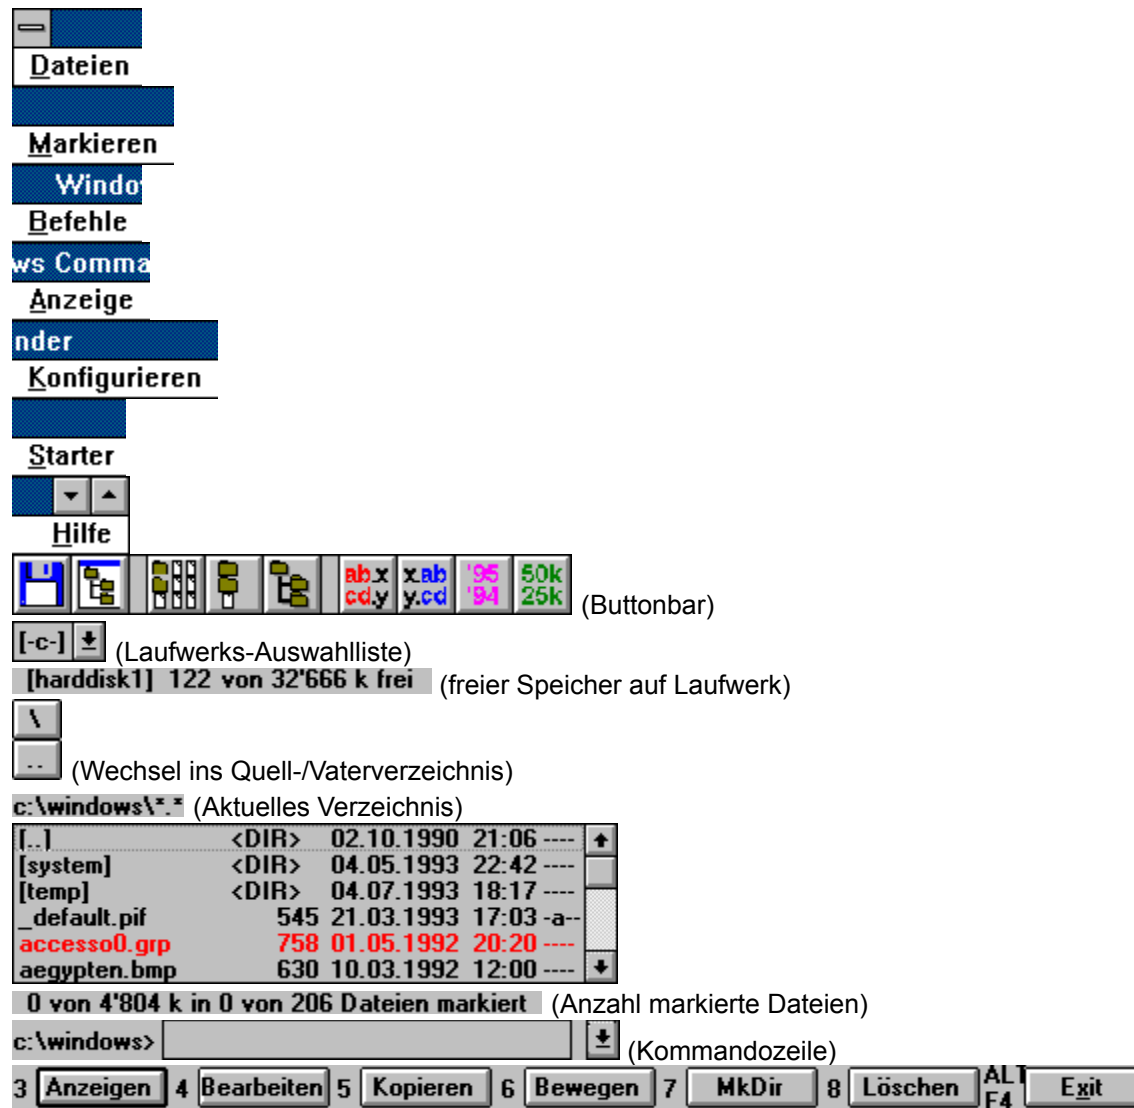 Dateien
Markieren
Windo
Befehle
ws Comma
Anzeige
nder
Konfigurieren
Starter
Hilfe
ab.x x.ab '95 50k
cd.y y.cd '94 25k (Buttonbar)
[-c-] (Laufwerks-Auswahlliste)
[harddisk1] 122 von 32'666 k frei (freier Speicher auf Laufwerk)
\
.. (Wechsel ins Quell-/Vaterverzeichnis)
c:\windows\*.* (Aktuelles Verzeichnis)
[..] <DIR> 02.10.1990 21:06 ----
[system] <DIR> 04.05.1993 22:42 ----
[temp] <DIR> 04.07.1993 18:17 ----
_default.pif 545 21.03.1993 17:03 -a--
accesso0.grp 758 01.05.1992 20:20 ----
aegypten.bmp 630 10.03.1992 12:00 ----
0 von 4'804 k in 0 von 206 Dateien markiert (Anzahl markierte Dateien)
c:\windows> (Kommandozeile)
3 Anzeigen 4 Bearbeiten 5 Kopieren 6 Bewegen 7 MkDir 8 Löschen ALT F4 Exit